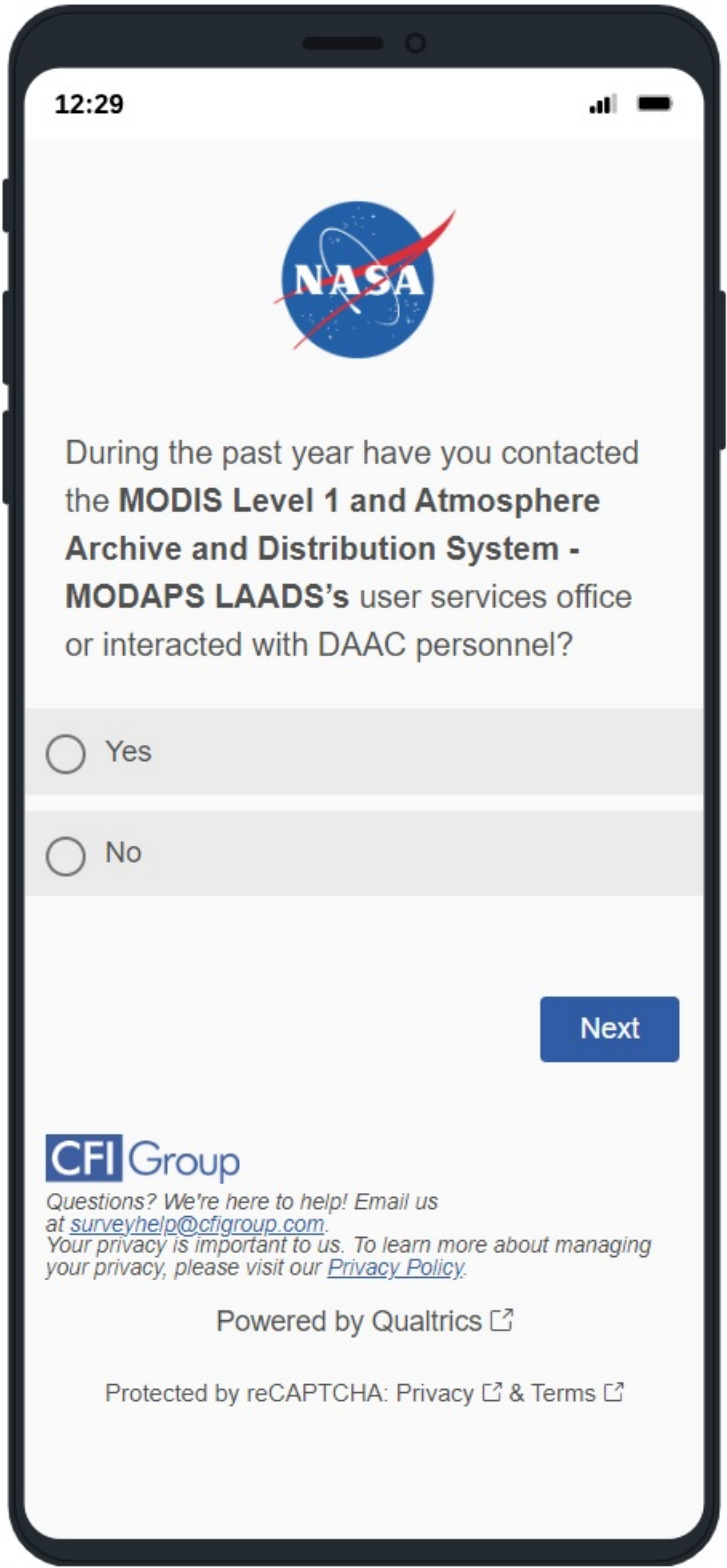 12:29
NASA
During the past year have you contacted
the MODIS Level 1 and Atmosphere
Archive and Distribution System -
MODAPS LAADS’s user services office
or interacted with DAAC personnel?
Yes
No
Next
CFI Group
Questions? We're here to help! Email us
at surveyhelp@cfigroup.com.
Your privacy is important to us. To learn more about managing
your privacy, please visit our Privacy Policy.
Powered by Qualtrics
Protected by reCAPTCHA: Privacy & Terms